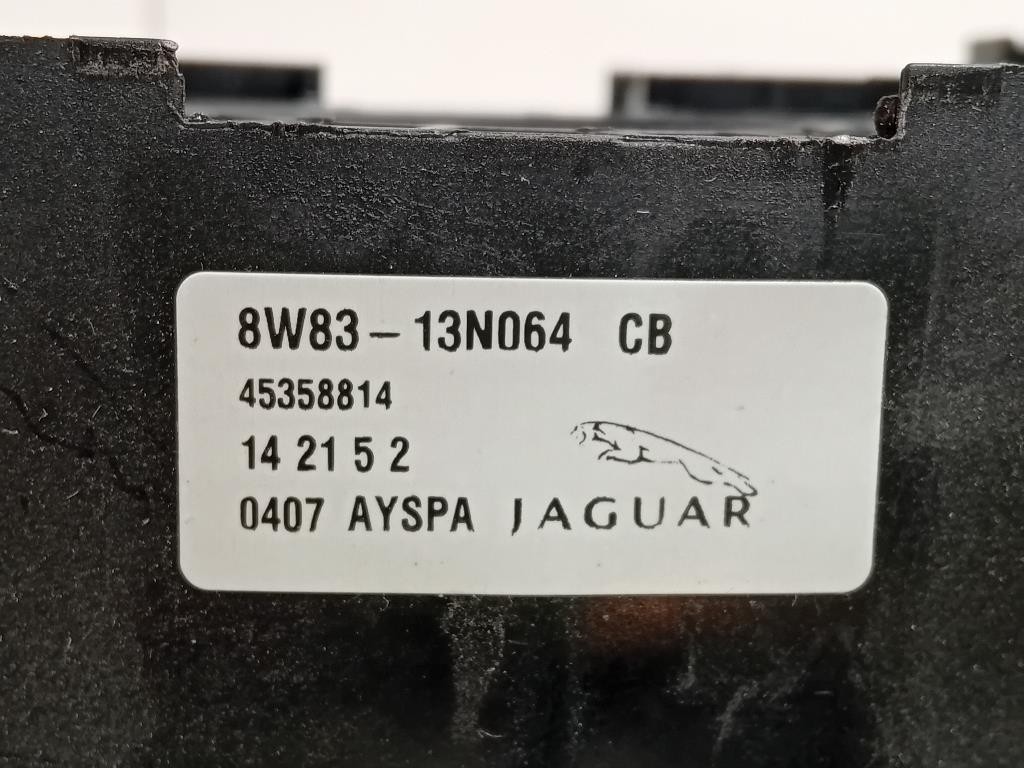 8W83-13N064 CB
45358814
14 21 5 2
0407 AYSPA JAGUAR